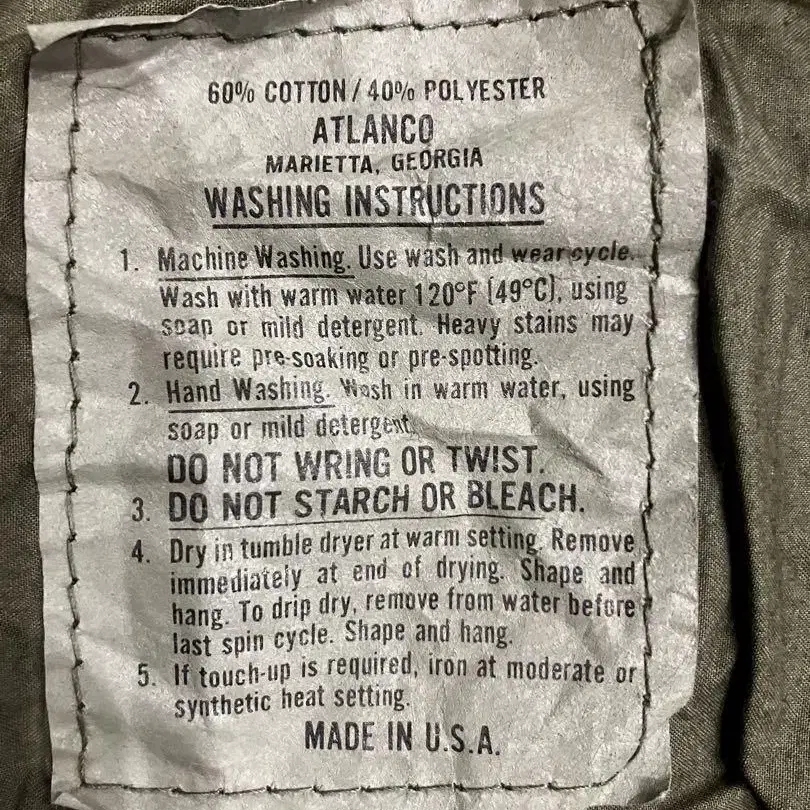 60% COTTON / 40% POLYESTER
ATLANCO
MARIETTA, GEORGIA
WASHING INSTRUCTIONS
1. Machine Washing. Use wash and wear cycle.
Wash with warm water 120°F (49°C), using
soap or mild detergent. Heavy stains may
require pre-soaking or pre-spotting.
2. Hand Washing. Wash in warm water, using
soap or mild detergent.
DO NOT WRING OR TWIST.
3. DO NOT STARCH OR BLEACH.
4. Dry in tumble dryer at warm setting. Remove
immediately at end of drying. Shape and
hang. To drip dry, remove from water before
last spin cycle. Shape and hang.
5. If touch-up is required, iron at moderate or
synthetic heat setting.
MADE IN U.S.A.